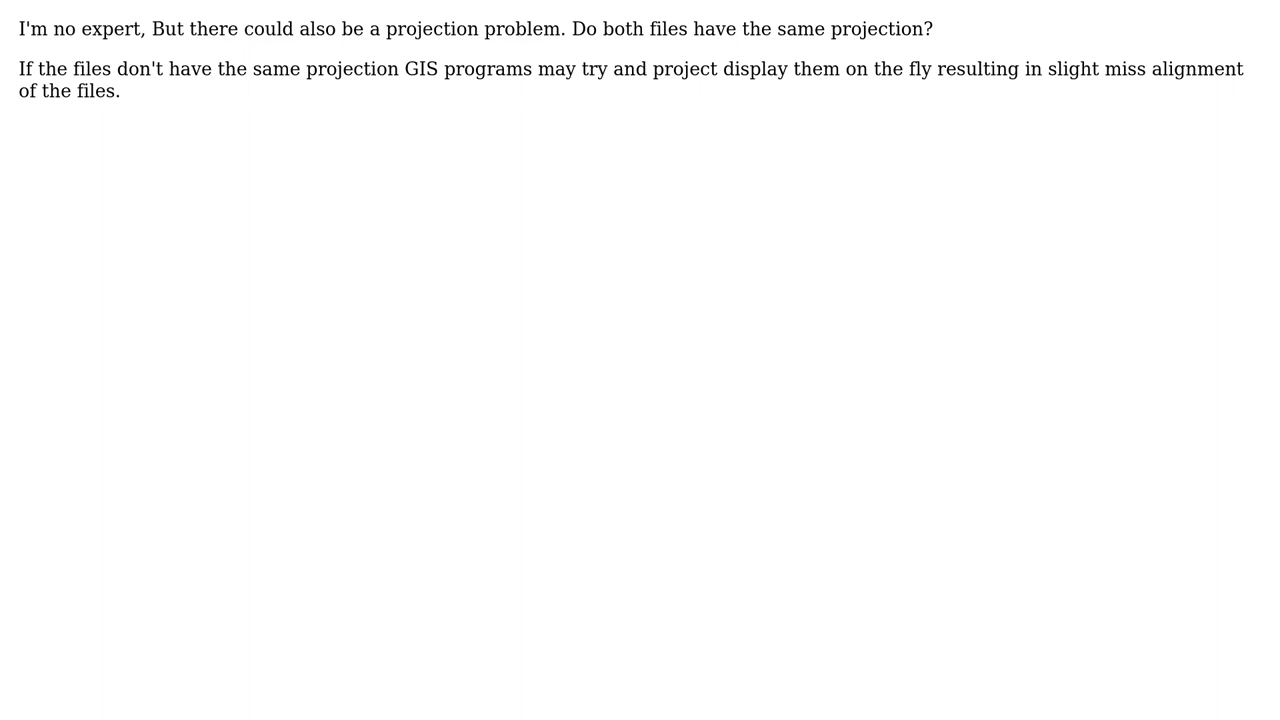 I'm no expert, But there could also be a projection problem. Do both files have the same projection?
If the files don't have the same projection GIS programs may try and project display them on the fly resulting in slight miss alignment
of the files.